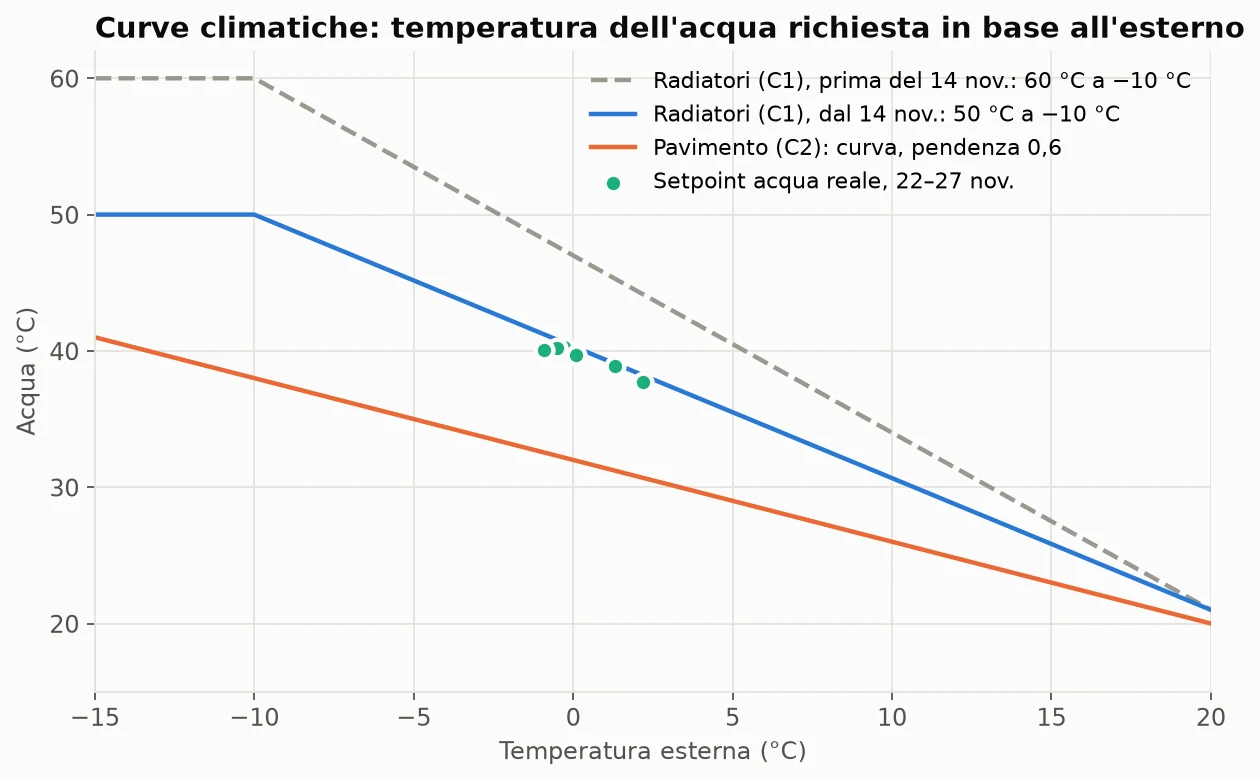 Curve climatiche: temperatura dell'acqua richiesta in base all'esterno
Radiatori (C1), prima del 14 nov.: 60 °C a −10 °C
Radiatori (C1), dal 14 nov.: 50 °C a −10 °C
Pavimento (C2): curva, pendenza 0,6
Setpoint acqua reale, 22–27 nov.
Acqua (°C)
60
50
40
30
20
−15 −10 −5 0 5 10 15 20
Temperatura esterna (°C)